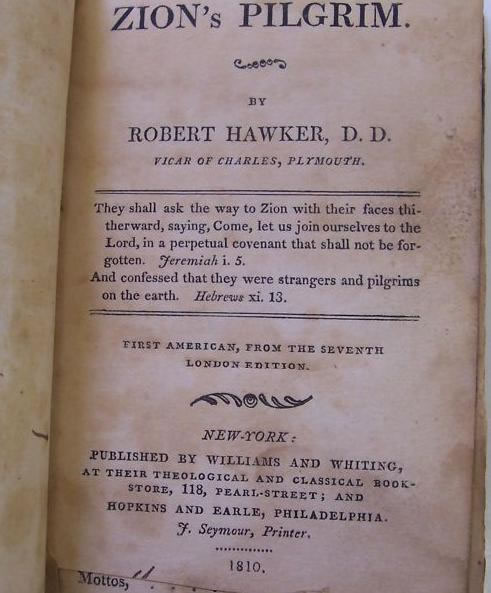 ZION's PILGRIM.
BY
ROBERT HAWKER, D. D.
VICAR OF CHARLES, PLYMOUTH.
They shall ask the way to Zion with their faces thi-
therward, saying, Come, let us join ourselves to the
Lord, in a perpetual covenant that shall not be for-
gotten. Jeremiah i. 5.
And confessed that they were strangers and pilgrims
on the earth. Hebrews xi. 13.
FIRST AMERICAN, FROM THE SEVENTH
LONDON EDITION.
NEW-YORK:
PUBLISHED BY WILLIAMS AND WHITING,
AT THEIR THEOLOGICAL AND CLASSICAL BOOK-
STORE, 118, PEARL-STREET; AND
HOPKINS AND EARLE, PHILADELPHIA.
J. Seymour, Printer.
1810.
Mottos,